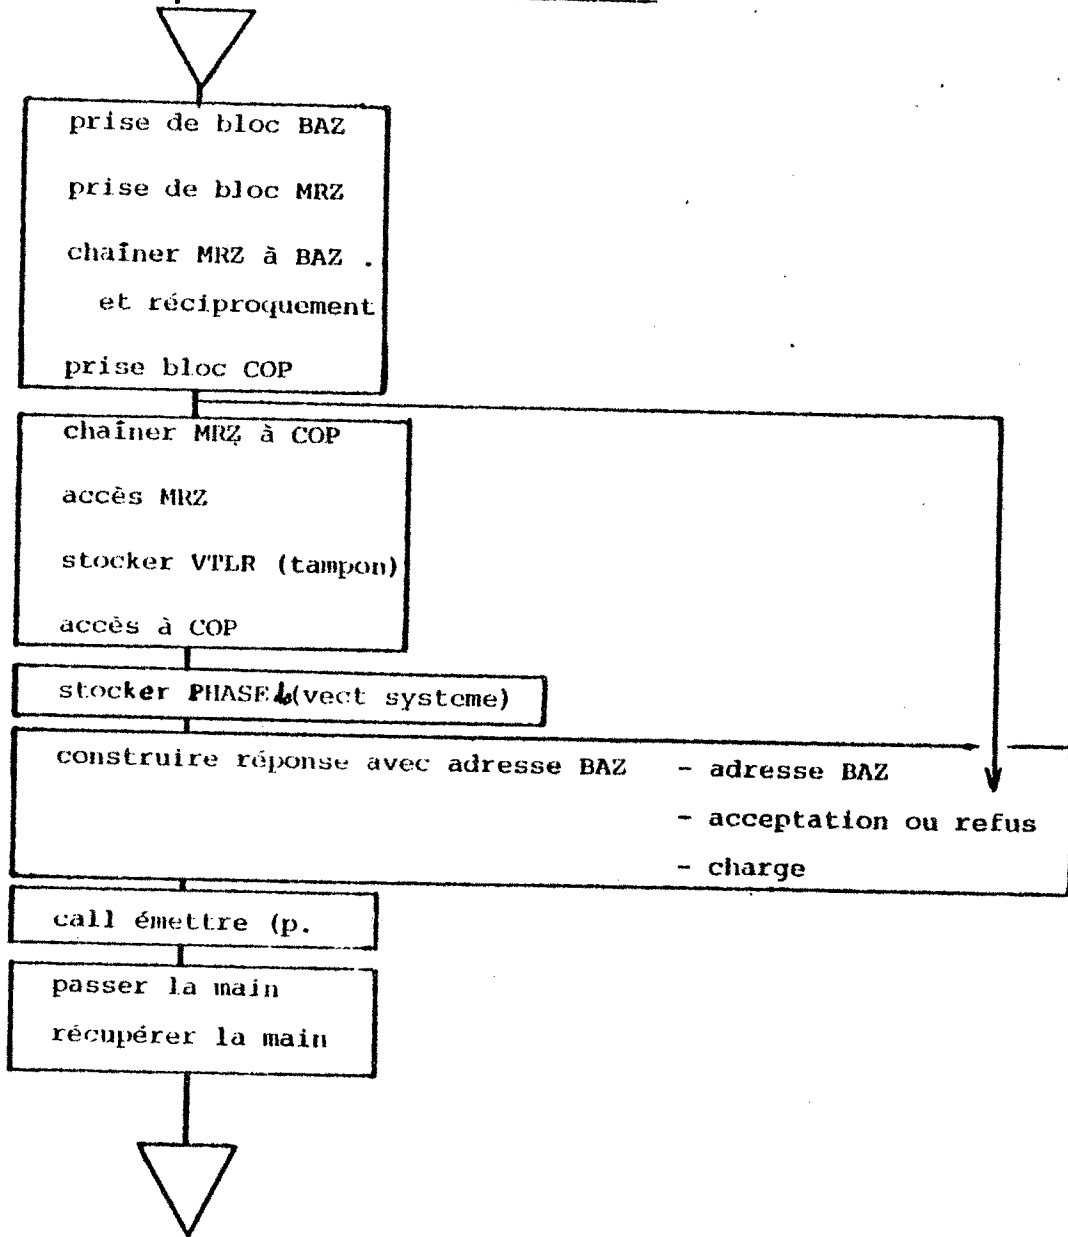 prise de bloc BAZ
prise de bloc MRZ
chaîner MRZ à BAZ .
et réciproquement
prise bloc COP
chaîner MRZ à COP
accès MRZ
stocker VTLR (tampon)
accès à COP
stocker PHASE (vect systeme)
construire réponse avec adresse BAZ - adresse BAZ
- acceptation ou refus
- charge
call émettre (p.
passer la main
récupérer la main